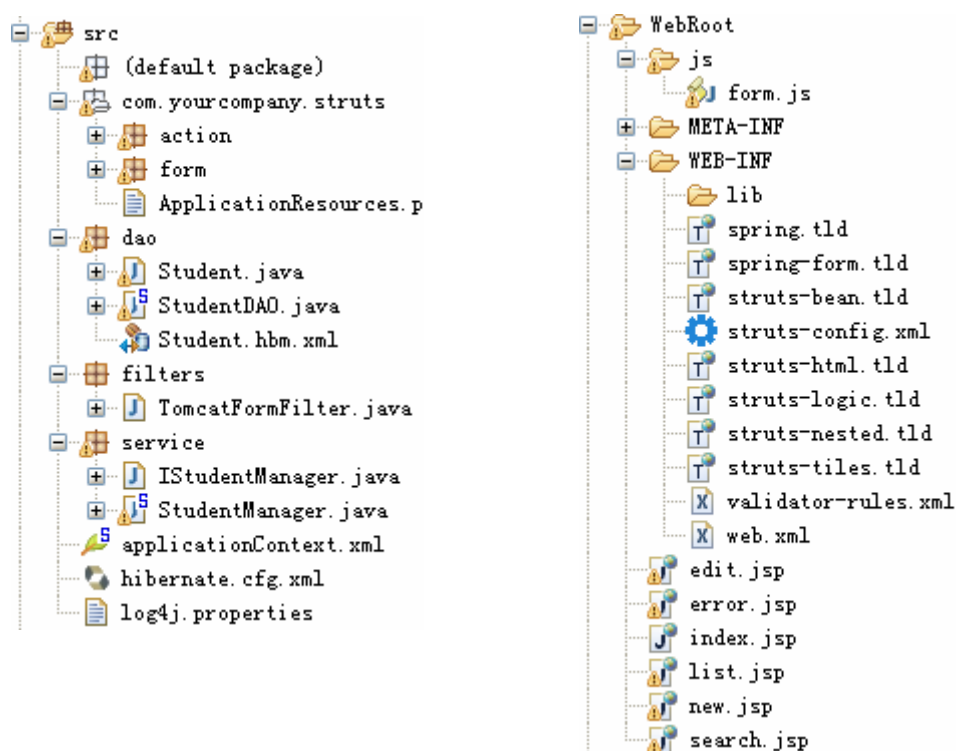 src
(default package)
com.yourcompany.struts
action
form
ApplicationResources.p
dao
Student.java
StudentDAO.java
Student.hbm.xml
filters
TomcatFormFilter.java
service
IStudentManager.java
StudentManager.java
applicationContext.xml
hibernate.cfg.xml
log4j.properties
WebRoot
js
form.js
META-INF
WEB-INF
lib
spring.tld
spring-form.tld
struts-bean.tld
struts-config.xml
struts-html.tld
struts-logic.tld
struts-nested.tld
struts-tiles.tld
validator-rules.xml
web.xml
edit.jsp
error.jsp
index.jsp
list.jsp
new.jsp
search.jsp